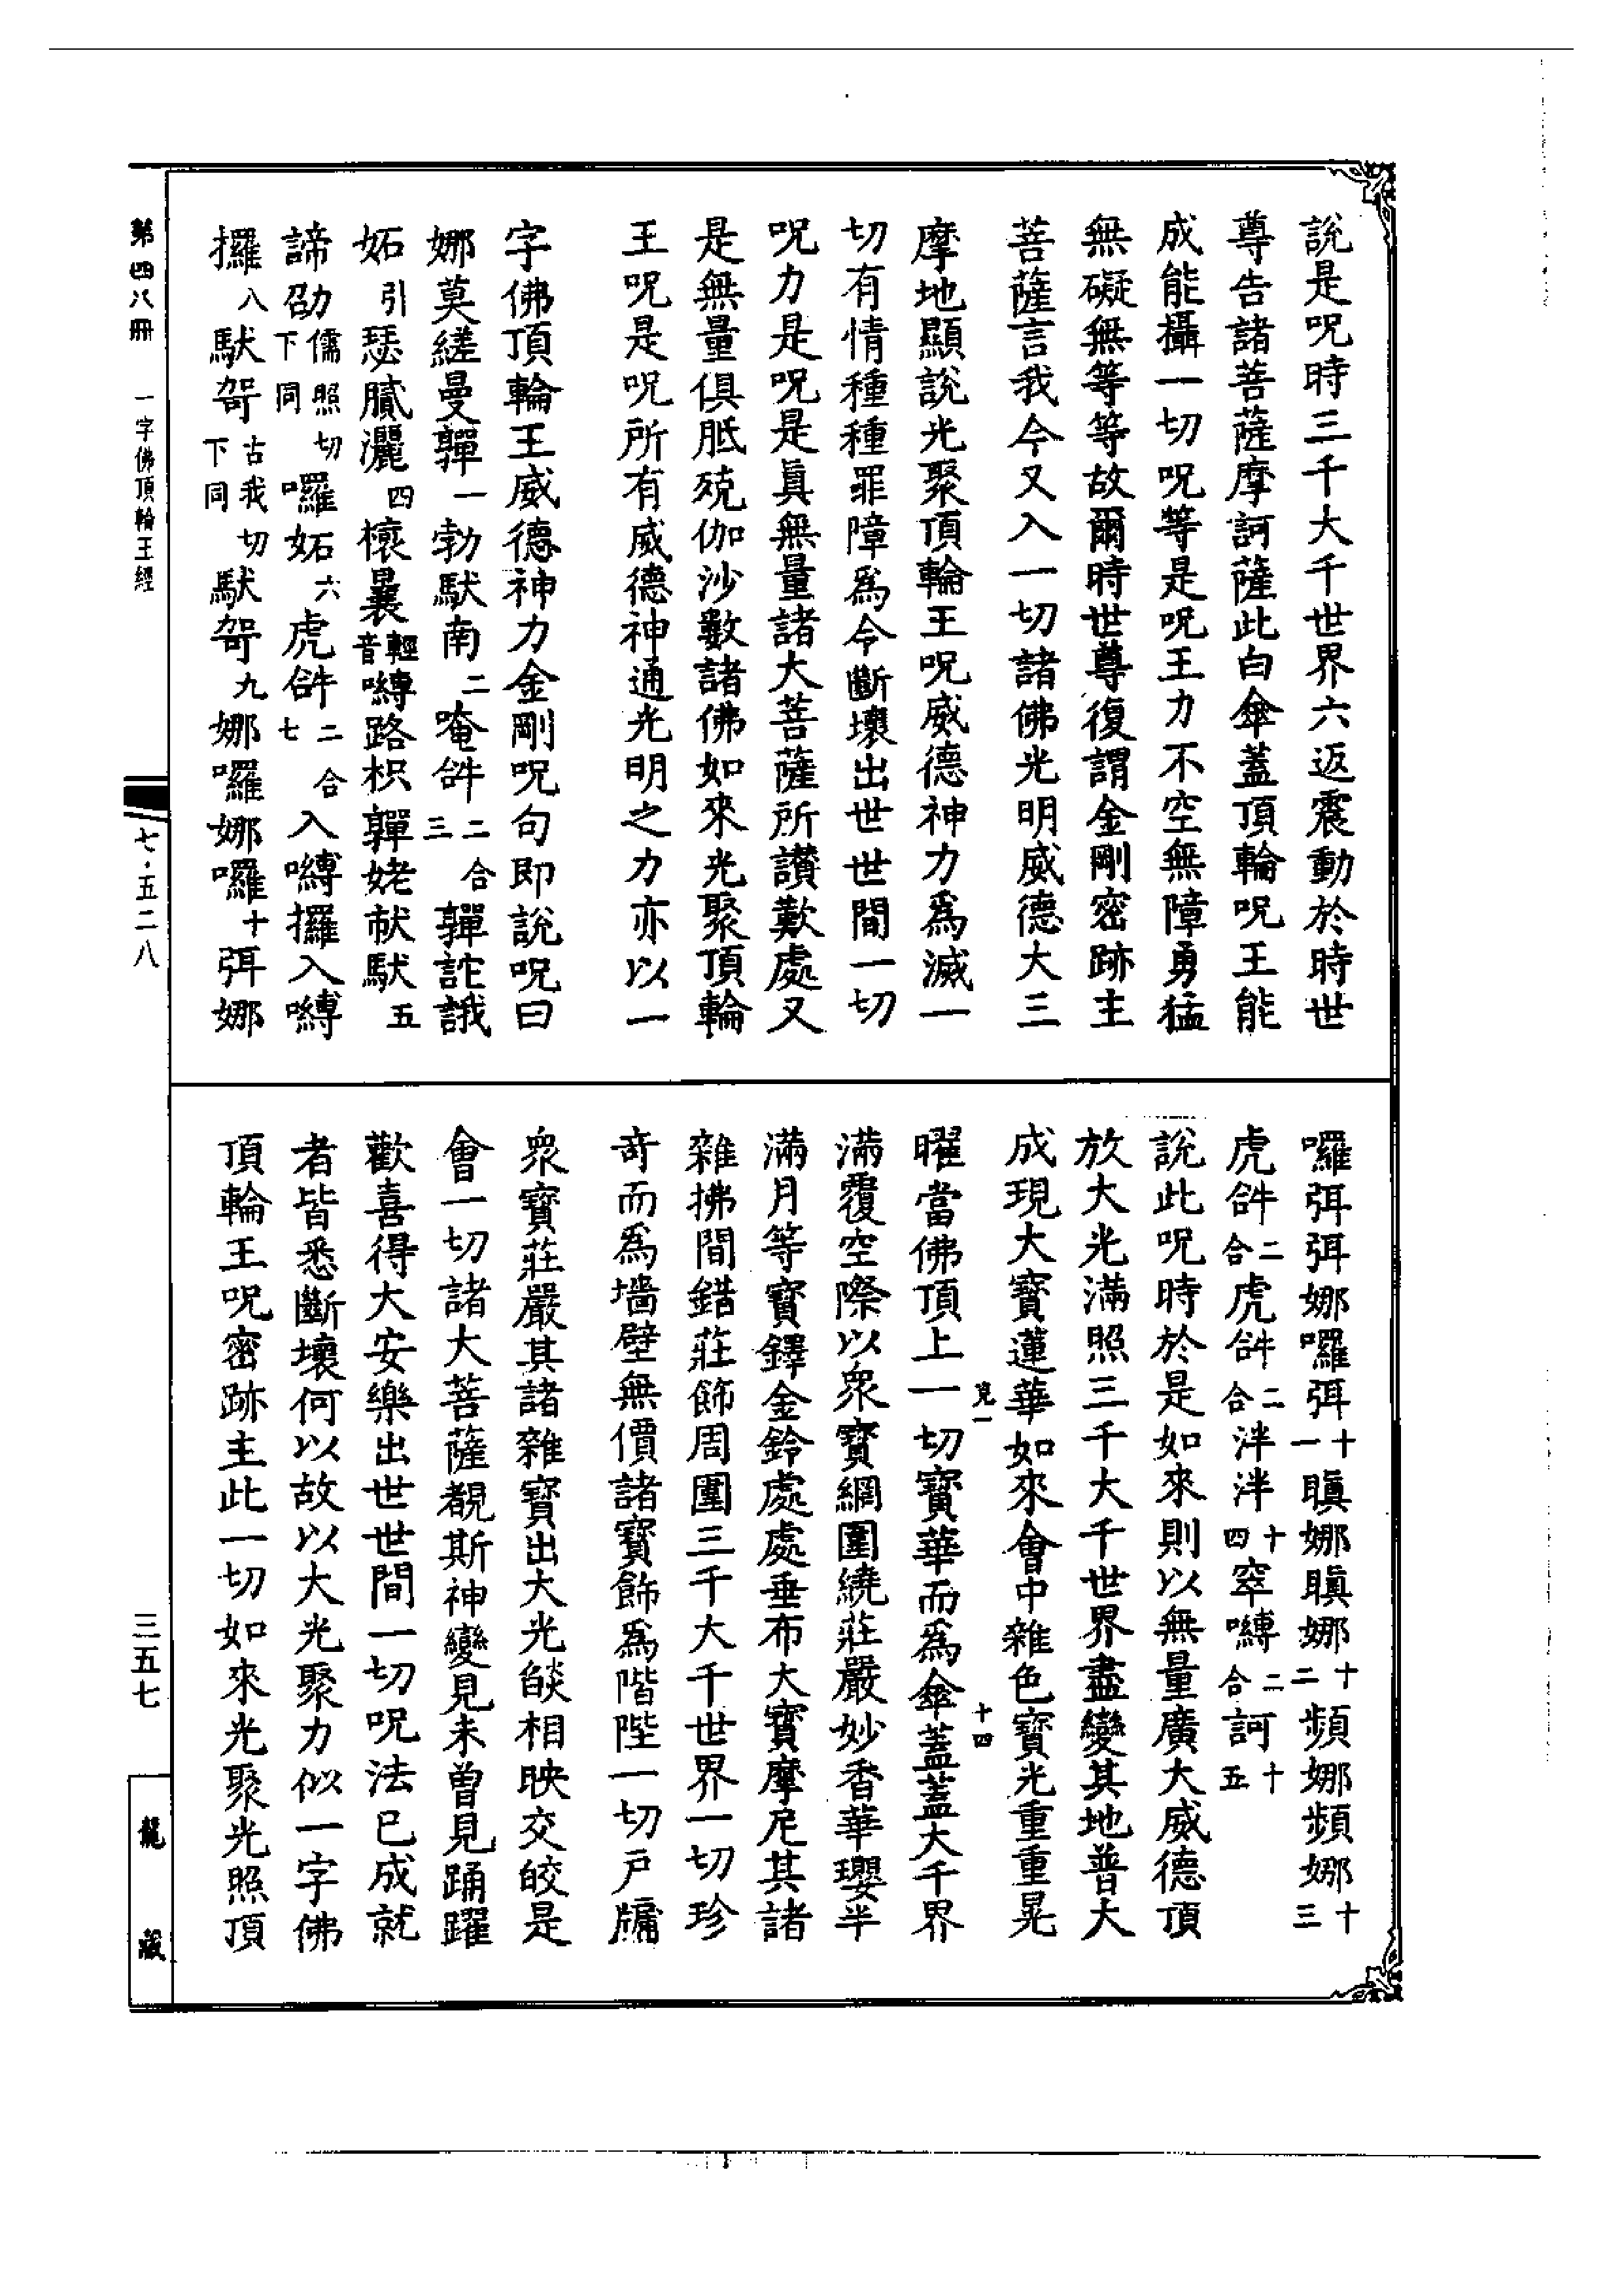 說是呪時三千大千世界六返震動於時世
尊告諸菩薩摩訶薩此白傘蓋頂輪呪王能
成能攝一切呪等是呪王力不空無障勇猛
無礙無等等故爾時世尊復謂金剛密跡主
菩薩言我今又入一切諸佛光明威德大三
摩地顯說光聚頂輪王呪威德神力爲滅一
切有情種種罪障爲令斷壞出世世間一切
呪力是呪是眞無量諸大菩薩所讃歎處又
是無量俱胝殑伽沙數諸佛如來光聚頂輪
王呪是呪所有威德神通光明之力亦以一
字佛頂輪王威德神力金剛呪句即說呪曰
娜莫縒曼亸一勃馱南二唵𤙖二合三亸詑誐
妬引瑟膩灑四櫰曩輕音嚩路枳亸姥㭽馱五
諦劭儒照切下同囉妬六虎𤙖二合七入嚩攞入嚩
攞八馱哿古我切下同馱哿九娜囉娜囉十弭娜
囉弭弭娜囉弭十一瞋娜瞋娜十二頻娜頻娜十三
虎𤙖二合虎𤙖二合泮泮十四窣嚩二合訶十五
說此呪時於是如來則以無量廣大威德頂
放大光滿照三千大千世界盡變其地普大
成現大寶蓮華如來會中雜色寶光重重晃
曜當佛頂上一切寶華而爲傘蓋蓋大千界
滿覆空際以衆寶網圍繞莊嚴妙香華瓔半
滿月等寶鐸金鈴處處垂布大寶摩尼其諸
雜拂間錯莊飾周圍三千大千世界一切珍
奇而爲墻壁無價諸寶飾爲階陛一切戶牖
衆寶莊嚴其諸雜寶出大光燄相映交皎是
會一切諸大菩薩覩斯神變見未曾見踊躍
歡喜得大安樂出世世間一切呪法已成就
者皆悉斷壞何以故以大光聚力似一字佛
頂輪王呪密跡主此一切如來光聚光照頂
第四八冊 一字佛頂輪王經
七·五二八
三五七
龍藏
十四